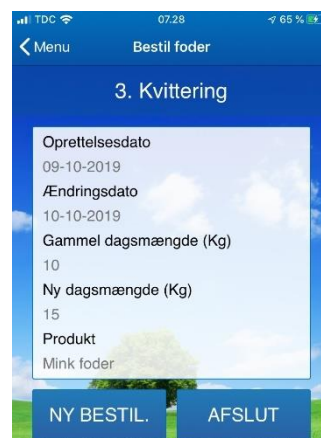 TDC 07.28 65 %
Menu Bestil foder
3. Kvittering
Oprettelsesdato
09-10-2019
Ændringsdato
10-10-2019
Gammel dagsmængde (Kg)
10
Ny dagsmængde (Kg)
15
Produkt
Mink foder
NY BESTIL. AFSLUT